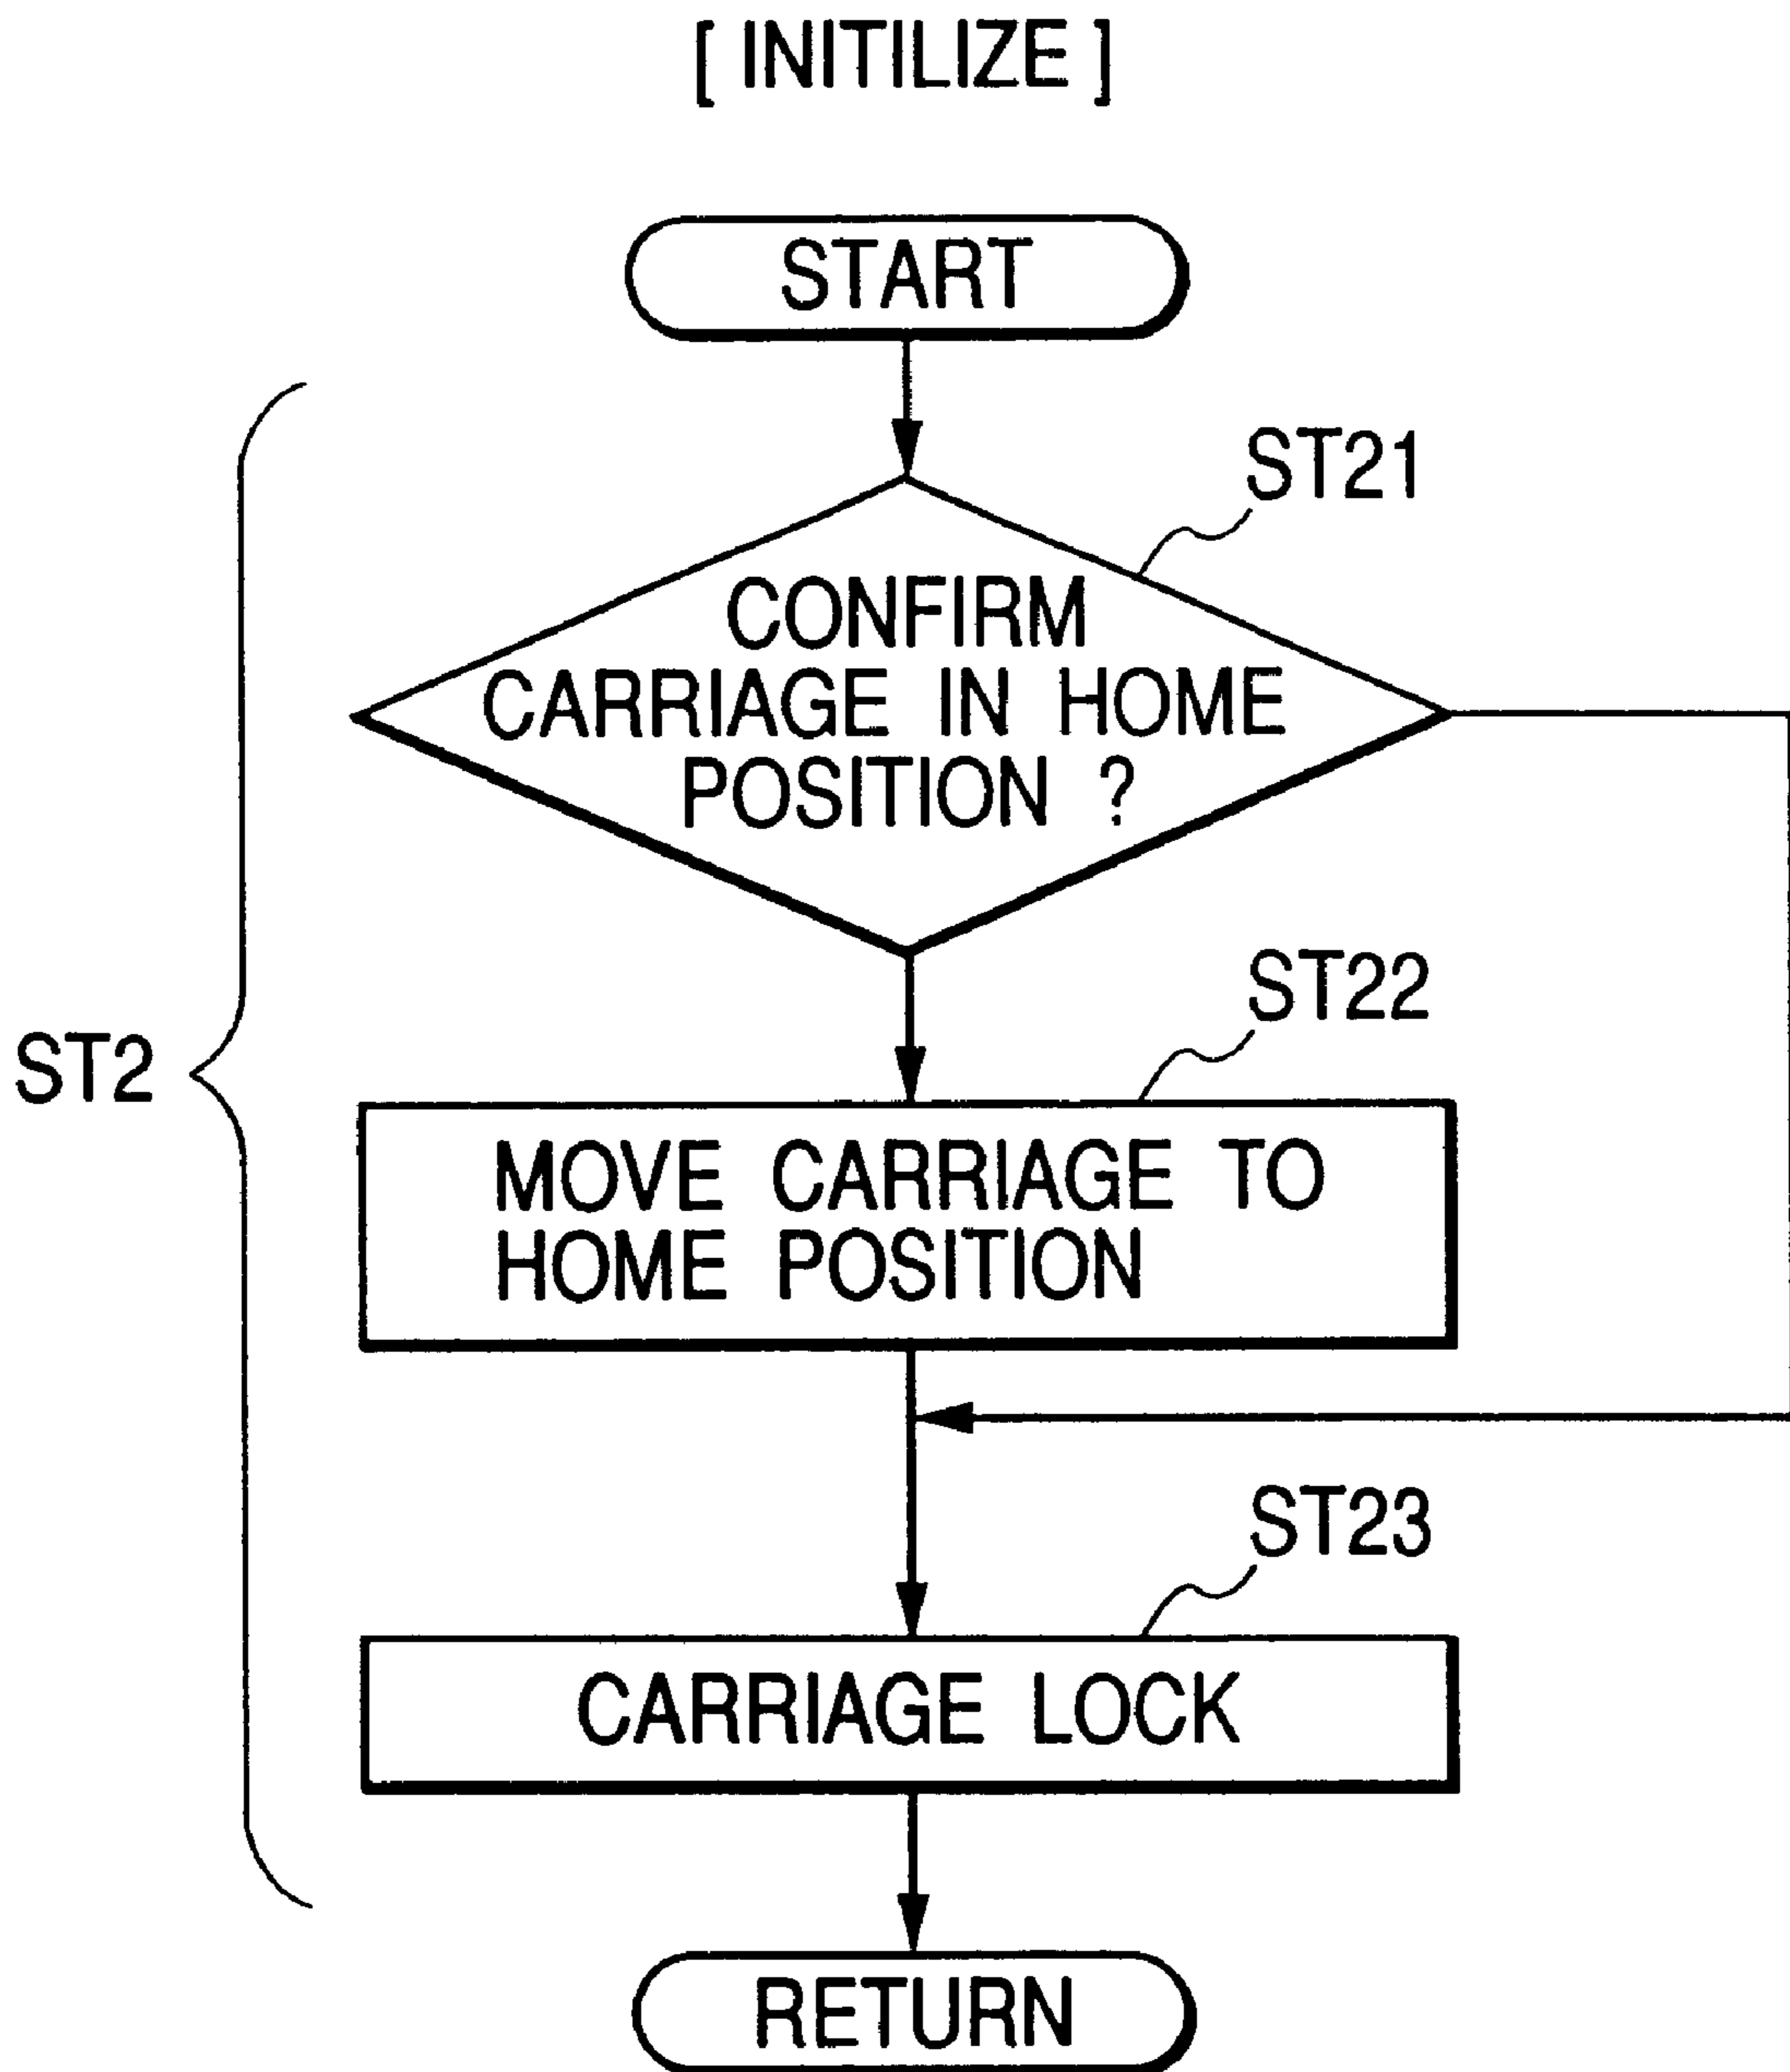 [ INITILIZE ]
START
ST21
CONFIRM
CARRIAGE IN HOME
POSITION ?
ST22
ST2
MOVE CARRIAGE TO
HOME POSITION
ST23
CARRIAGE LOCK
RETURN